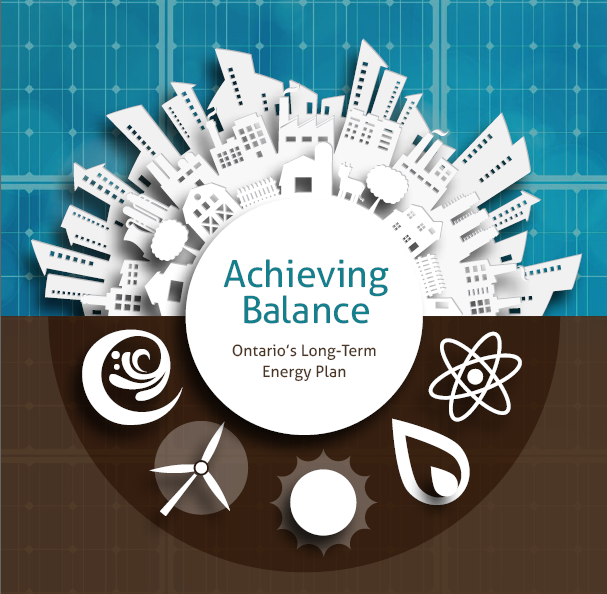 Achieving
Balance
Ontario's Long-Term
Energy Plan